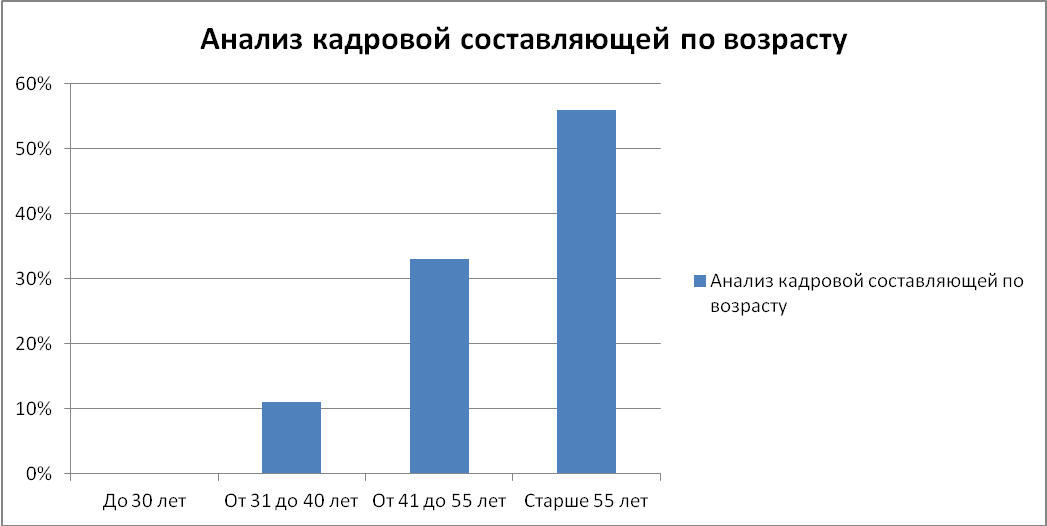 Анализ кадровой составляющей по возрасту
60%
50%
40%
30%
20%
10%
0%
До 30 лет
От 31 до 40 лет
От 41 до 55 лет
Старше 55 лет
Анализ кадровой составляющей по
возрасту